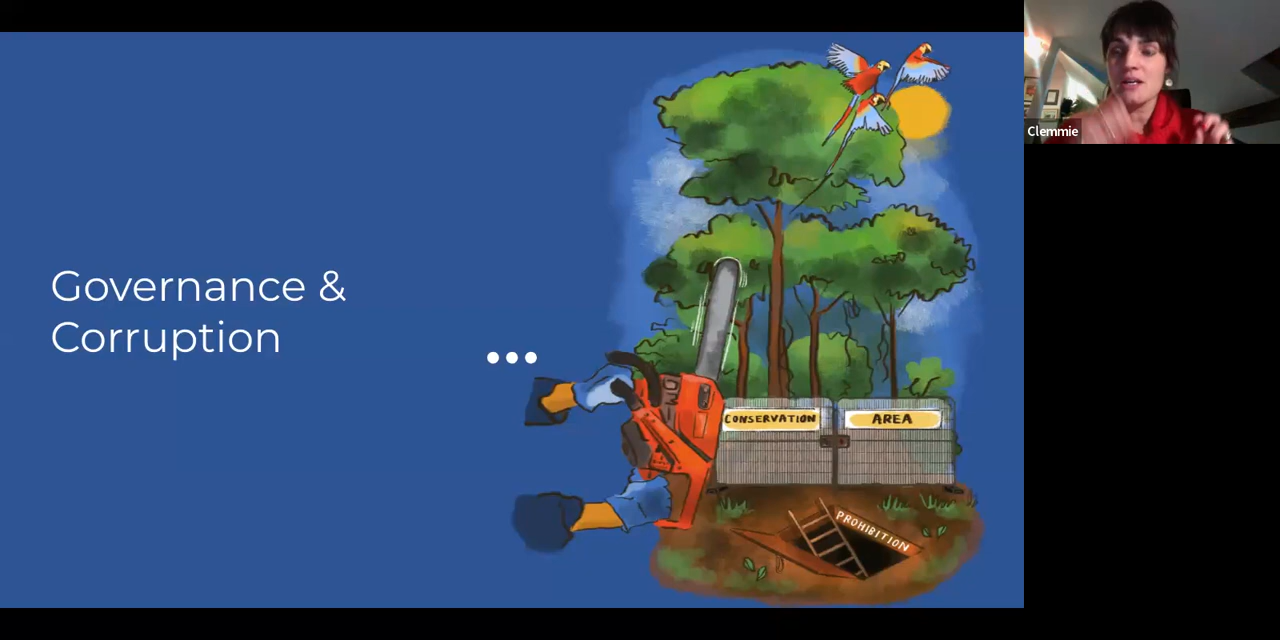 Governance &
Corruption
CONSERVATION
AREA
PROHIBITION
Clemmie